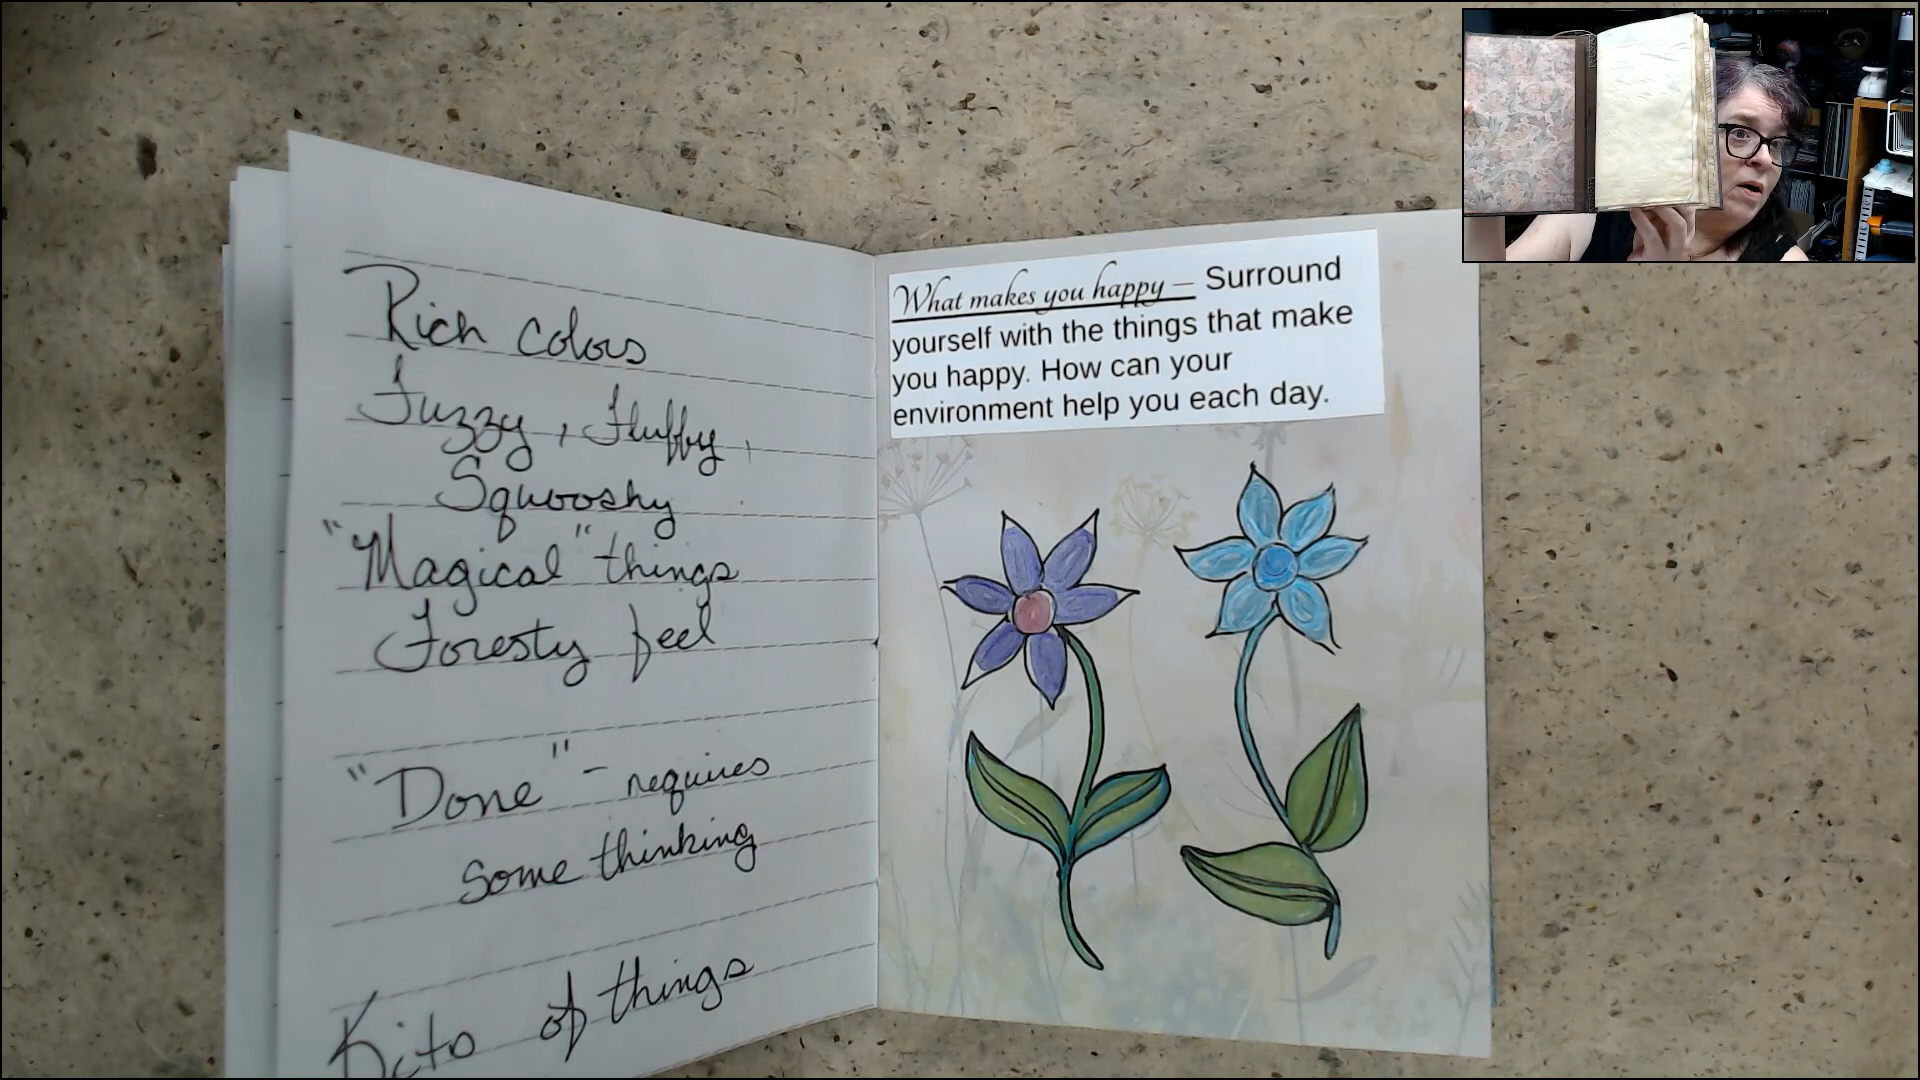 Rich colors
Fuzzy, Fluffy,
Squooshy
"Magical" things
Foresty feel
"Done" - requires
some thinking
Kits of things
What makes you happy – Surround
yourself with the things that make
you happy. How can your
environment help you each day.